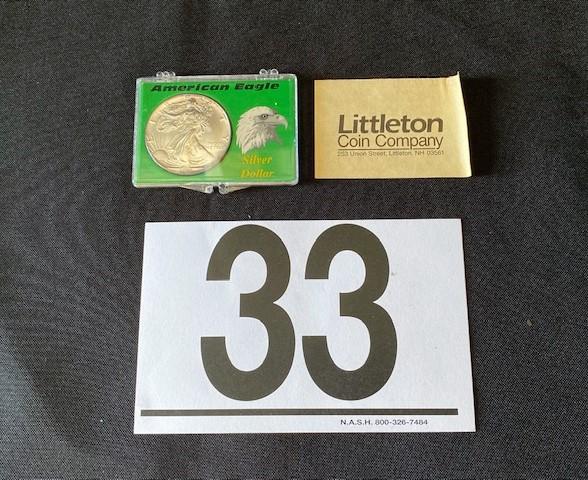 American Eagle
Silver
Dollar
Littleton
Coin Company
253 Union Street, Littleton, NH 03561
33
N.A.S.H. 800-326-7484